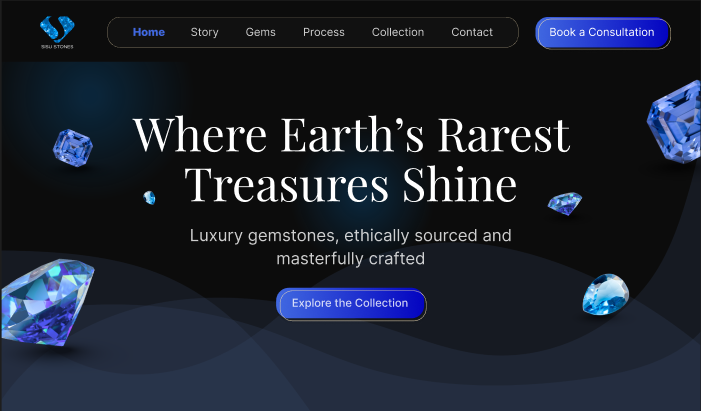 SISU STONES
Home Story Gems Process Collection Contact
Book a Consultation
Where Earth’s Rarest
Treasures Shine
Luxury gemstones, ethically sourced and
masterfully crafted
Explore the Collection